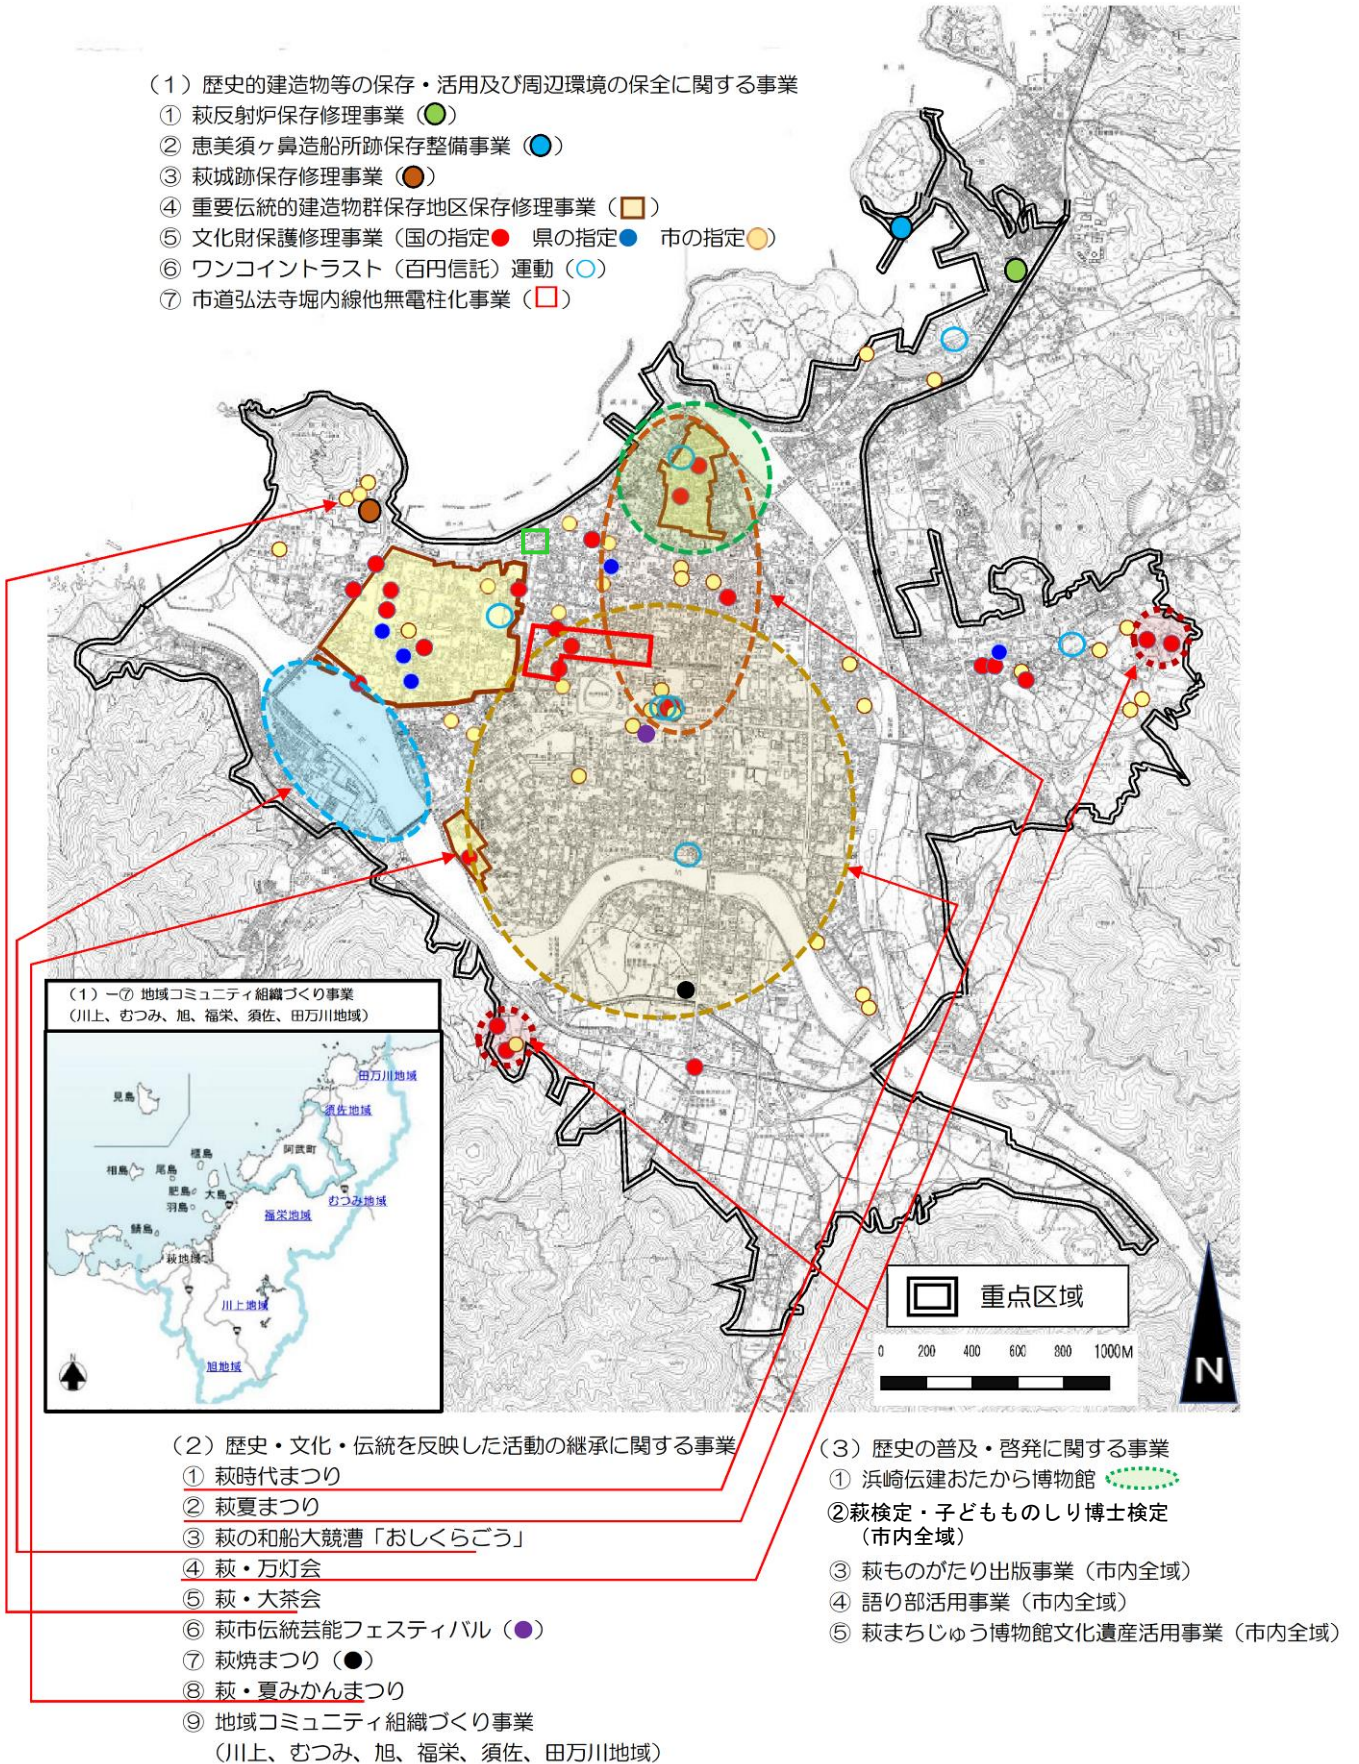 （1）歴史的建造物等の保存・活用及び周辺環境の保全に関する事業
① 萩反射炉保存修理事業（）
② 恵美須ヶ鼻造船所跡保存整備事業（）
③ 萩城跡保存修理事業（）
④ 重要伝統的建造物群保存地区保存修理事業（）
⑤ 文化財保護修理事業（国の指定● 県の指定● 市の指定）
⑥ ワンコイントラスト（百円信託）運動（○）
⑦ 市道弘法寺堀内線他無電柱化事業（□）
（1）ー⑦ 地域コミュニティ組織づくり事業
（川上、むつみ、旭、福栄、須佐、田万川地域）
田万川地域
見島
須佐地域
阿武町
櫃島
相島
尾島
肥島
大島
羽島
むつみ地域
福栄地域
鯖島
萩地域
川上地域
旭地域
N
重点区域
0 200 400 600 800 1000M
N
（2）歴史・文化・伝統を反映した活動の継承に関する事業
① 萩時代まつり
② 萩夏まつり
③ 萩の和船大競漕「おしくらごう」
④ 萩・万灯会
⑤ 萩・大茶会
⑥ 萩市伝統芸能フェスティバル（●）
⑦ 萩焼まつり（●）
⑧ 萩・夏みかんまつり
⑨ 地域コミュニティ組織づくり事業
（川上、むつみ、旭、福栄、須佐、田万川地域）
（3）歴史の普及・啓発に関する事業
① 浜崎伝建おたから博物館
②萩検定・子どもものしり博士検定
（市内全域）
③ 萩ものがたり出版事業（市内全域）
④ 語り部活用事業（市内全域）
⑤ 萩まちじゅう博物館文化遺産活用事業（市内全域）